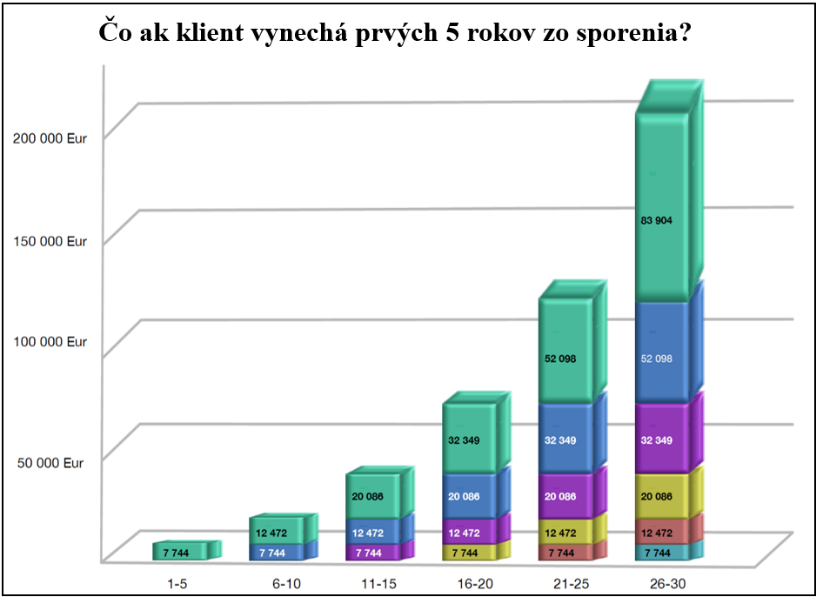 Čo ak klient vynechá prvých 5 rokov zo sporenia?
200 000 Eur
150 000 Eur
100 000 Eur
50 000 Eur
83 904
52 098 52 098
32 349 32 349 32 349
20 086 20 086 20 086 20 086
12 472 12 472 12 472 12 472 12 472
7 744 7 744 7 744 7 744 7 744 7 744
1-5 6-10 11-15 16-20 21-25 26-30